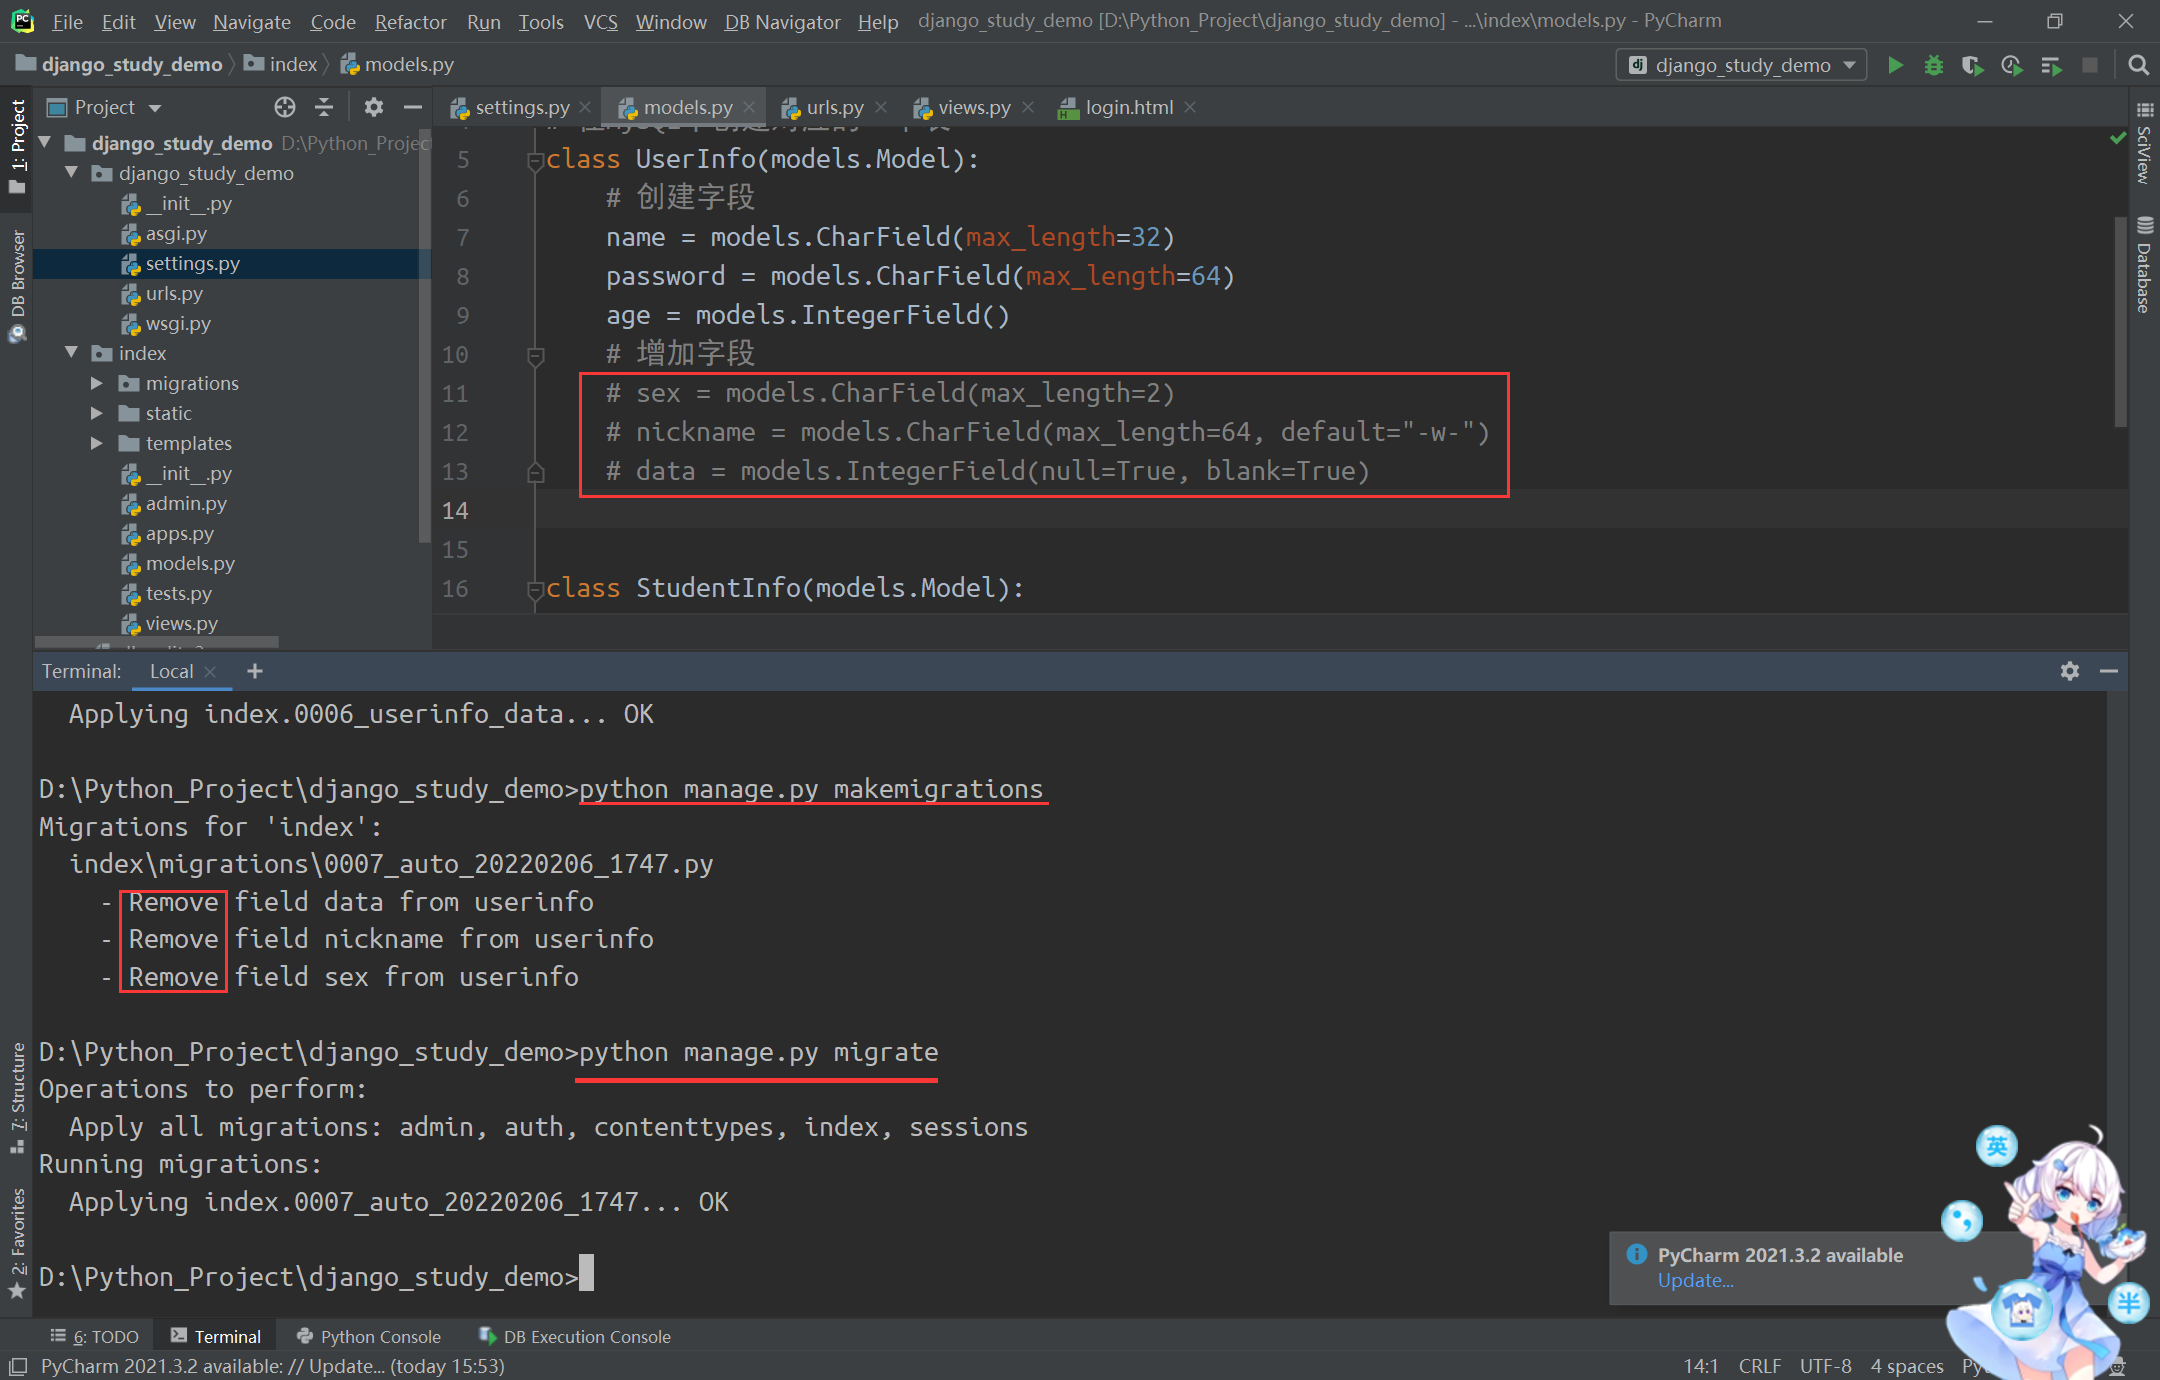 File Edit View Navigate Code Refactor Run Tools VCS Window DB Navigator Help django_study_demo [D:\Python_Project\django_study_demo] - ...\index\models.py - PyCharm
django_study_demo index models.py
django_study_demo
1: Project
DB Browser
7: Structure
2: Favorites
SciView
Database
Project
django_study_demo D:\Python_Projec
django_study_demo
__init__.py
asgi.py
settings.py
urls.py
wsgi.py
index
migrations
static
templates
__init__.py
admin.py
apps.py
models.py
tests.py
views.py
settings.py models.py urls.py views.py login.html
5 class UserInfo(models.Model):
6 # 创建字段
7 name = models.CharField(max_length=32)
8 password = models.CharField(max_length=64)
9 age = models.IntegerField()
10 # 增加字段
11 # sex = models.CharField(max_length=2)
12 # nickname = models.CharField(max_length=64, default="-w-")
13 # data = models.IntegerField(null=True, blank=True)
14
15
16 class StudentInfo(models.Model):
Terminal: Local
Applying index.0006_userinfo_data... OK
D:\Python_Project\django_study_demo>python manage.py makemigrations
Migrations for 'index':
index\migrations\0007_auto_20220206_1747.py
- Remove field data from userinfo
- Remove field nickname from userinfo
- Remove field sex from userinfo
D:\Python_Project\django_study_demo>python manage.py migrate
Operations to perform:
Apply all migrations: admin, auth, contenttypes, index, sessions
Running migrations:
Applying index.0007_auto_20220206_1747... OK
D:\Python_Project\django_study_demo>
英
半
PyCharm 2021.3.2 available
Update...
6: TODO Terminal Python Console DB Execution Console
PyCharm 2021.3.2 available: // Update... (today 15:53) 14:1 CRLF UTF-8 4 spaces